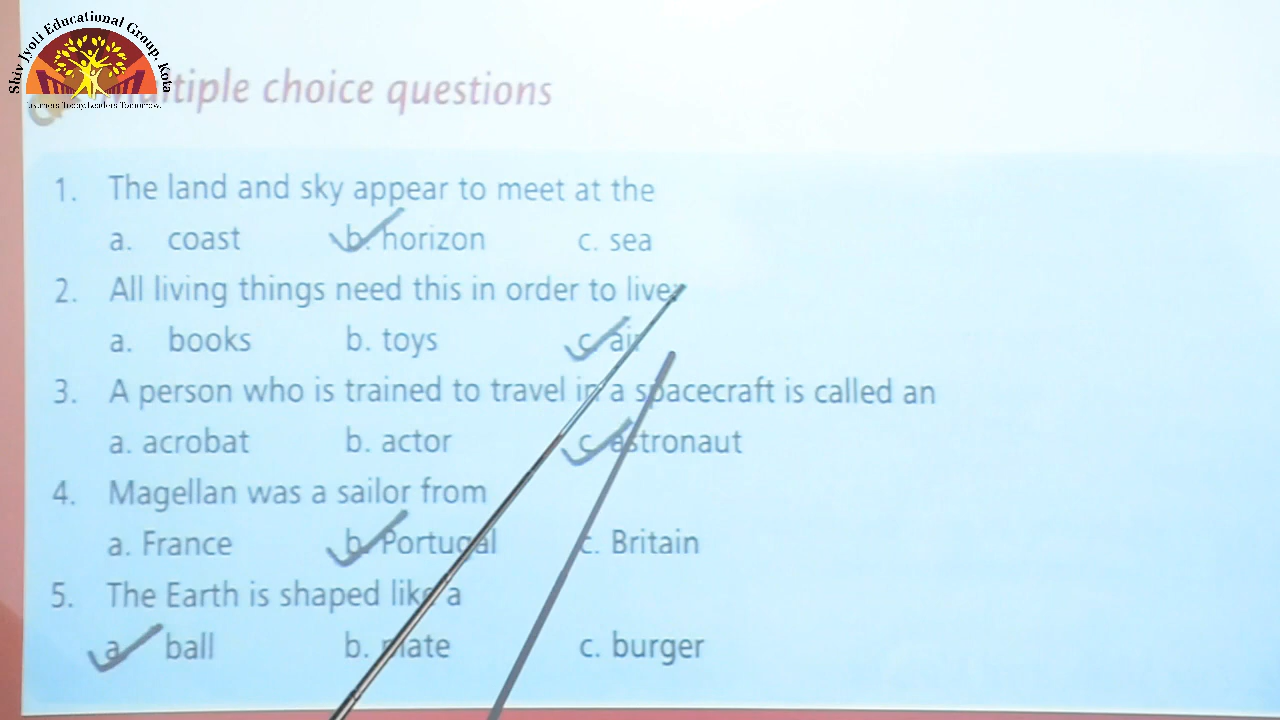 Shiv Jyoti Educational Group, Kota
Multiple choice questions
1. The land and sky appear to meet at the
a. coast b. horizon c. sea
2. All living things need this in order to live.
a. books b. toys c. air
3. A person who is trained to travel in a spacecraft is called an
a. acrobat b. actor c. astronaut
4. Magellan was a sailor from
a. France b. Portugal c. Britain
5. The Earth is shaped like a
a. ball b. plate c. burger